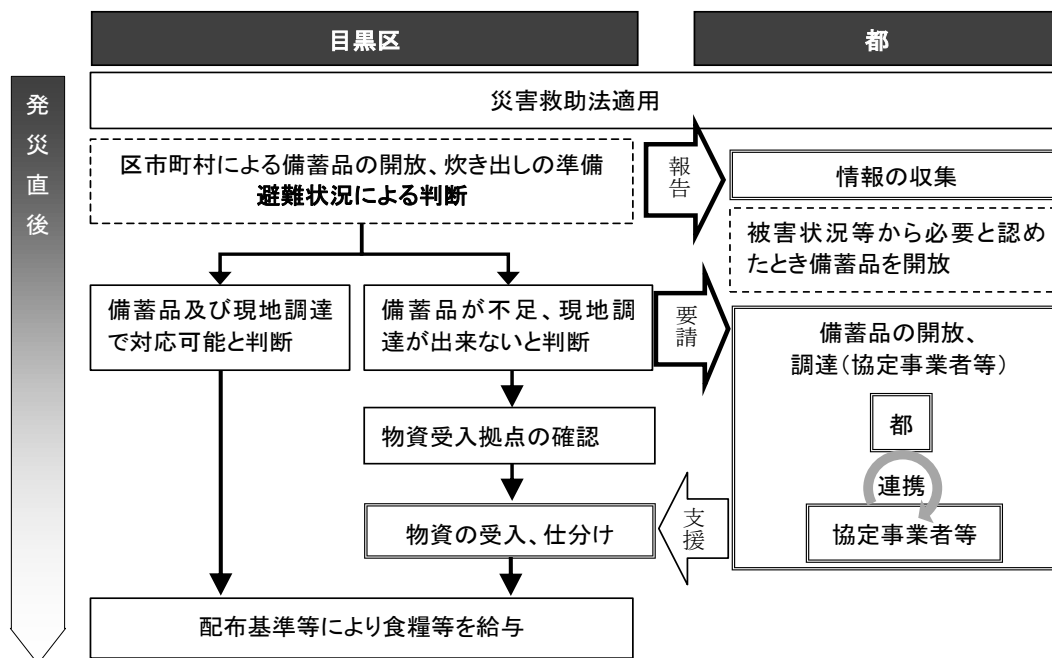 目黒区
都
発災直後
災害救助法適用
区市町村による備蓄品の開放、炊き出しの準備
避難状況による判断
報告
情報の収集
被害状況等から必要と認め
たとき備蓄品を開放
備蓄品及び現地調達
で対応可能と判断
備蓄品が不足、現地調
達が出来ないと判断
要請
備蓄品の開放、
調達(協定事業者等)
都
連携
協定事業者等
物資受入拠点の確認
支援
物資の受入、仕分け
配布基準等により食糧等を給与